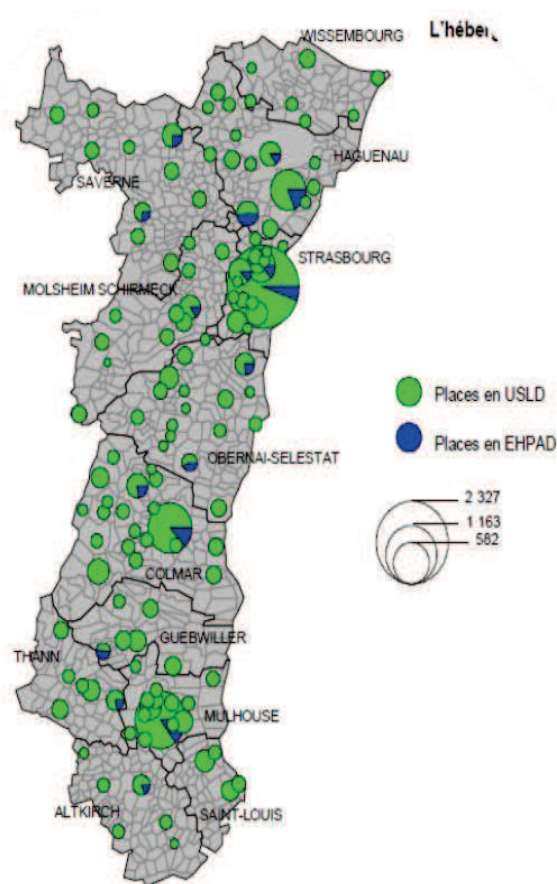 L'héber
WISSEMBOURG
HAGUENAU
SAVERNE
STRASBOURG
MOLSHEIM SCHIRMECK
Places en USLD
Places en EHPAD
OBERNAI-SELESTAT
2 327
1 163
582
COLMAR
GUEBWILLER
THANN
MULHOUSE
ALTKIRCH
SAINT-LOUIS